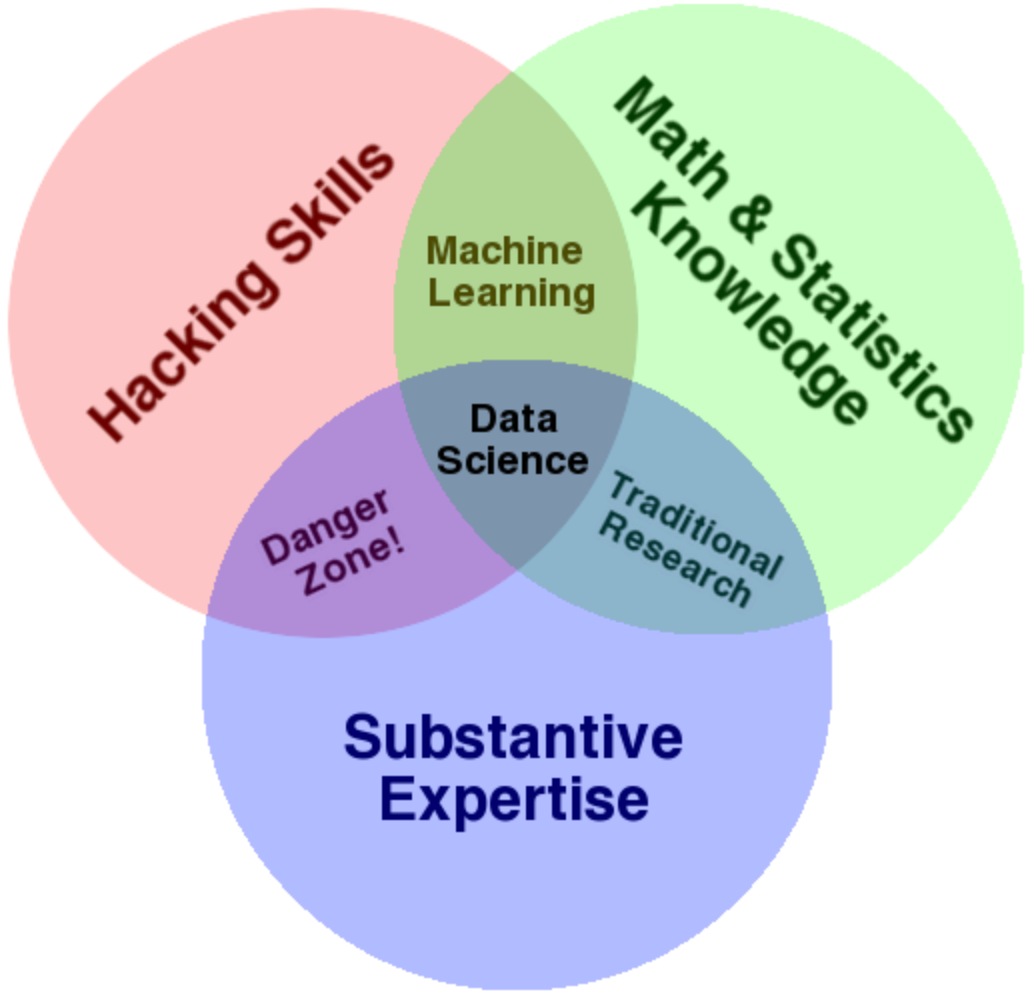 Hacking Skills
Math & Statistics
Knowledge
Machine
Learning
Data
Science
Danger
Zone!
Traditional
Research
Substantive
Expertise